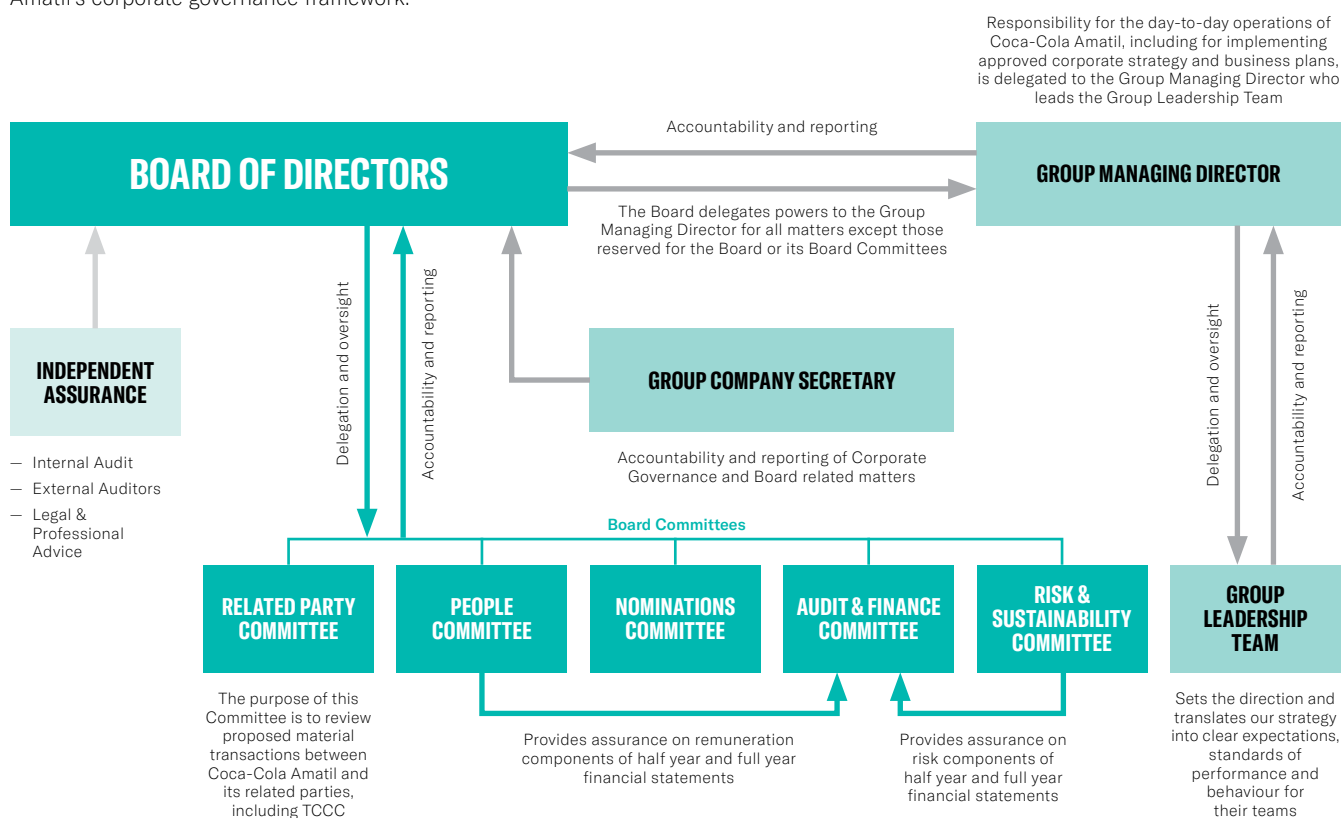 Amatil's corporate governance framework.
Responsibility for the day-to-day operations of
Coca-Cola Amatil, including for implementing
approved corporate strategy and business plans,
is delegated to the Group Managing Director who
leads the Group Leadership Team
BOARD OF DIRECTORS
Accountability and reporting
GROUP MANAGING DIRECTOR
The Board delegates powers to the Group
Managing Director for all matters except those
reserved for the Board or its Board Committees
INDEPENDENT
ASSURANCE
— Internal Audit
— External Auditors
— Legal &
Professional
Advice
Delegation and oversight
Accountability and reporting
GROUP COMPANY SECRETARY
Accountability and reporting of Corporate
Governance and Board related matters
Delegation and oversight
Accountability and reporting
Board Committees
RELATED PARTY
COMMITTEE
PEOPLE
COMMITTEE
NOMINATIONS
COMMITTEE
AUDIT & FINANCE
COMMITTEE
RISK &
SUSTAINABILITY
COMMITTEE
GROUP
LEADERSHIP
TEAM
The purpose of this
Committee is to review
proposed material
transactions between
Coca-Cola Amatil and
its related parties,
including TCCC
Provides assurance on remuneration
components of half year and full year
financial statements
Provides assurance on
risk components of
half year and full year
financial statements
Sets the direction and
translates our strategy
into clear expectations,
standards of
performance and
behaviour for
their teams